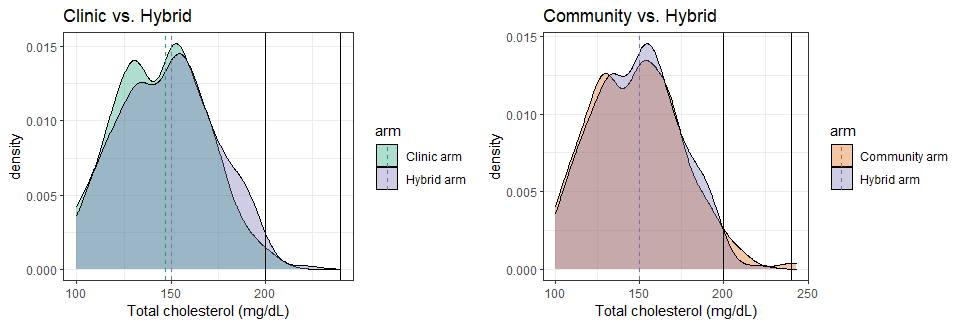 Clinic vs. Hybrid
density
0.015
0.010
0.005
0.000
100
150
200
Total cholesterol (mg/dL)
arm
Clinic arm
Hybrid arm
Community vs. Hybrid
density
0.015
0.010
0.005
0.000
100
150
200
250
Total cholesterol (mg/dL)
arm
Community arm
Hybrid arm